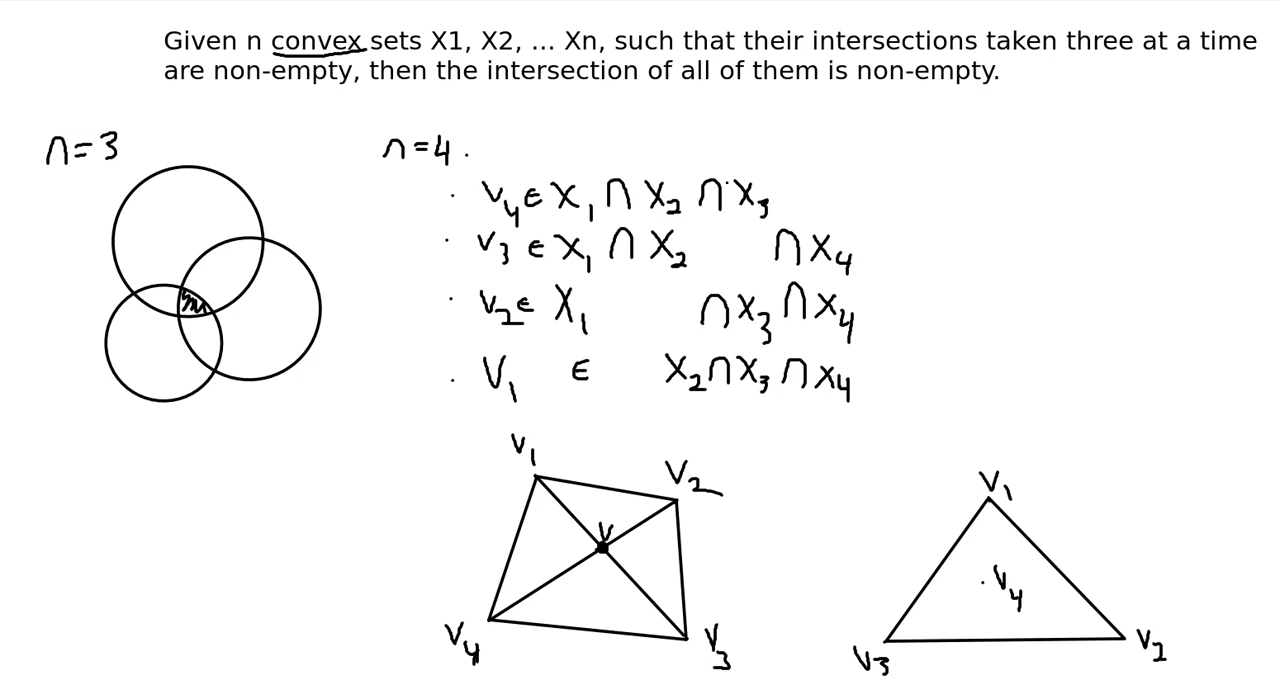 Given n convex sets X1, X2, ... Xn, such that their intersections taken three at a time
are non-empty, then the intersection of all of them is non-empty.
n=3
n=4.
· V4 ∈ X1 ∩ X2 ∩ X3
· V3 ∈ X1 ∩ X2 ∩ X4
· V2 ∈ X1 ∩ X3 ∩ X4
· V1 ∈ X2 ∩ X3 ∩ X4
V1
V2
V
V4
V3
V1
V4
V3
V2